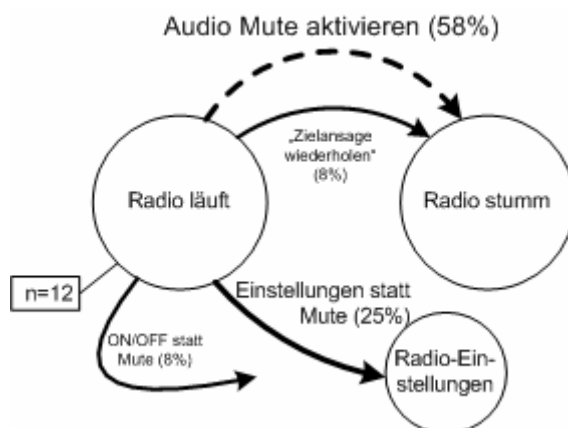 Audio Mute aktivieren (58%)
„Zielansage
wiederholen“
(8%)
Radio läuft
Radio stumm
n=12
Einstellungen statt
Mute (25%)
ON/OFF statt
Mute (8%)
Radio-Ein-
stellungen